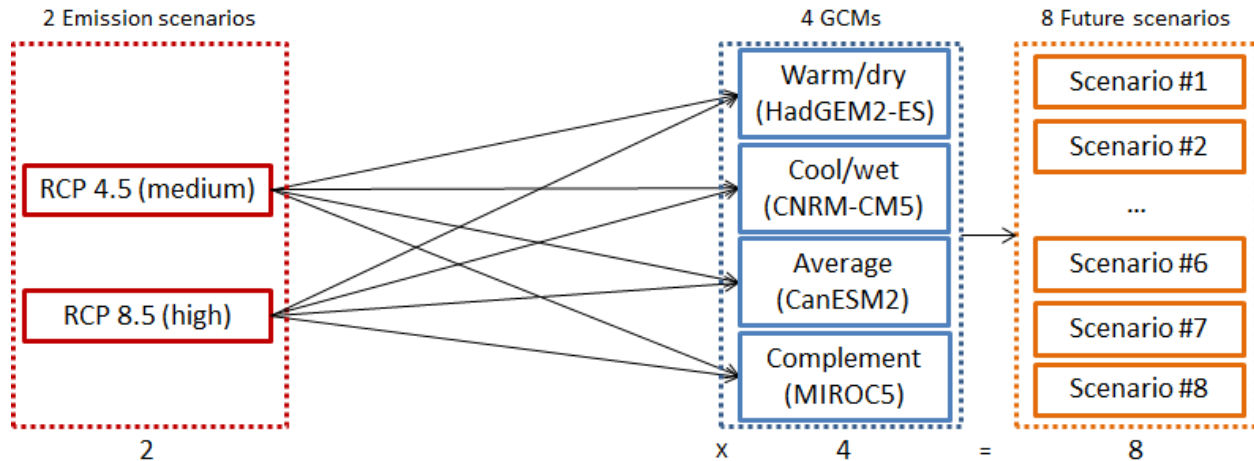 2 Emission scenarios
4 GCMs
8 Future scenarios
RCP 4.5 (medium)
RCP 8.5 (high)
Warm/dry
(HadGEM2-ES)
Cool/wet
(CNRM-CM5)
Average
(CanESM2)
Complement
(MIROC5)
Scenario #1
Scenario #2
...
Scenario #6
Scenario #7
Scenario #8
2 x 4 = 8